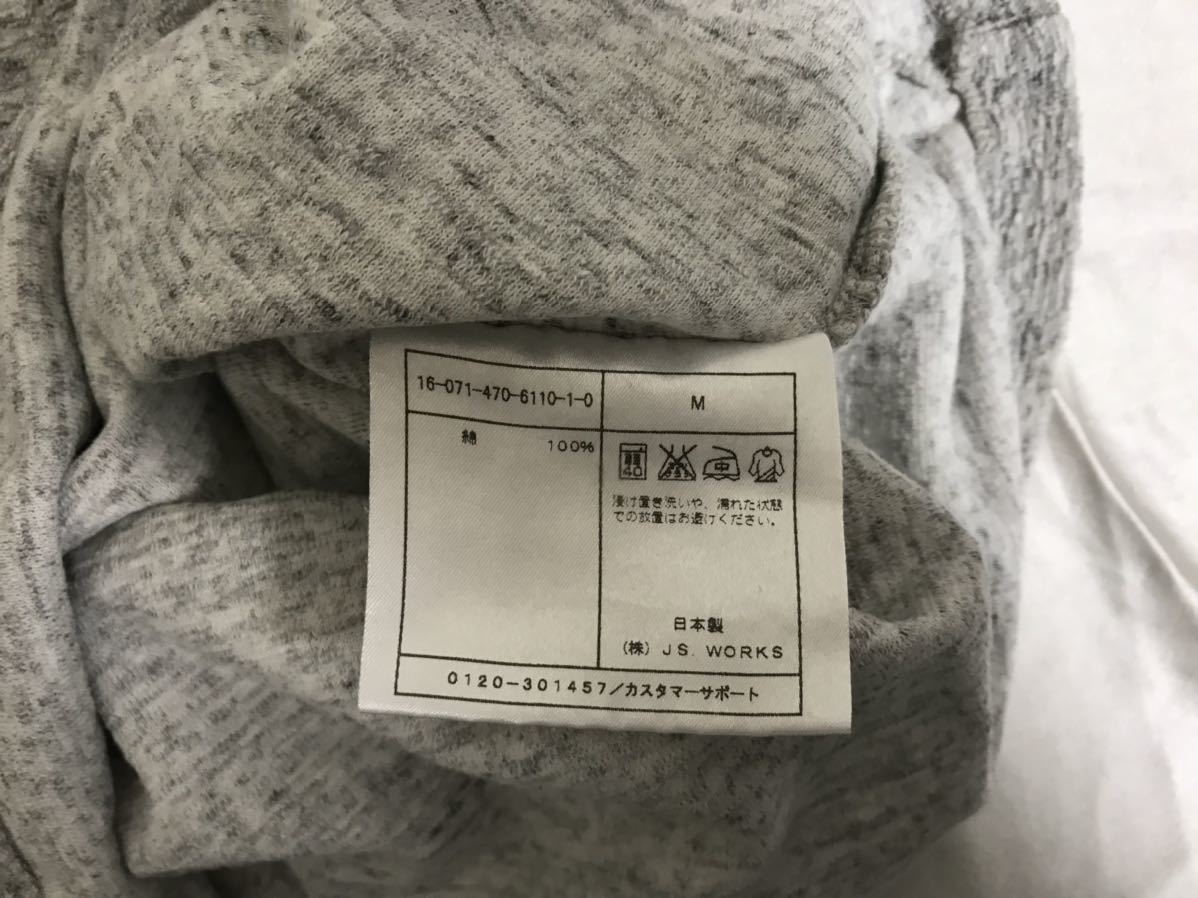 16-071-470-6110-1-0
M
綿 100%
40
中
浸け置き洗いや、濡れた状態
での放置はお避けください。
日本製
(株) JS. WORKS
0120-301457/カスタマーサポート